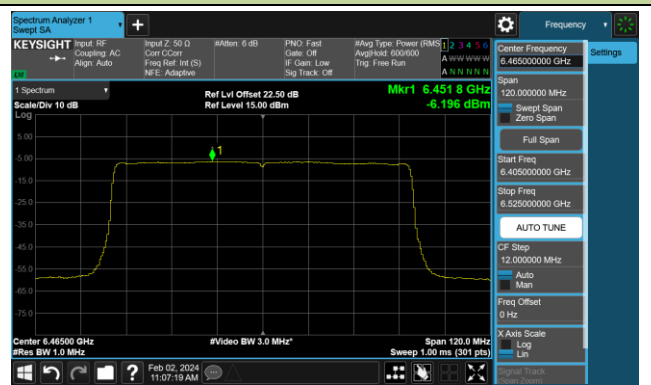 Spectrum Analyzer 1
Swept SA
Frequency
KEYSIGHT
Input: RF
Coupling: AC
Align: Auto
Input Z: 50 Ω
Corr CCorr
Freq Ref: Int (S)
NFE: Adaptive
#Atten: 6 dB
PNO: Fast
Gate: Off
IF Gain: Low
Sig Track: Off
#Avg Type: Power (RMS
Avg|Hold: 600/600
Trig: Free Run
1 2 3 4 5 6
A W W W W W
A N N N N N
LXI
1 Spectrum
Scale/Div 10 dB
Log
Ref Lvl Offset 22.50 dB
Ref Level 15.00 dBm
Mkr1 6.451 8 GHz
-6.196 dBm
1
5.00
-5.00
-15.0
-25.0
-35.0
-45.0
-55.0
-65.0
-75.0
Center 6.46500 GHz
#Res BW 1.0 MHz
#Video BW 3.0 MHz*
Span 120.0 MHz
Sweep 1.00 ms (301 pts)
Feb 02, 2024
11:07:19 AM
Center Frequency
6.465000000 GHz
Settings
Span
120.000000 MHz
Swept Span
Zero Span
Full Span
Start Freq
6.405000000 GHz
Stop Freq
6.525000000 GHz
AUTO TUNE
CF Step
12.000000 MHz
Auto
Man
Freq Offset
0 Hz
X Axis Scale
Log
Lin
Signal Track
(Span Zoom)